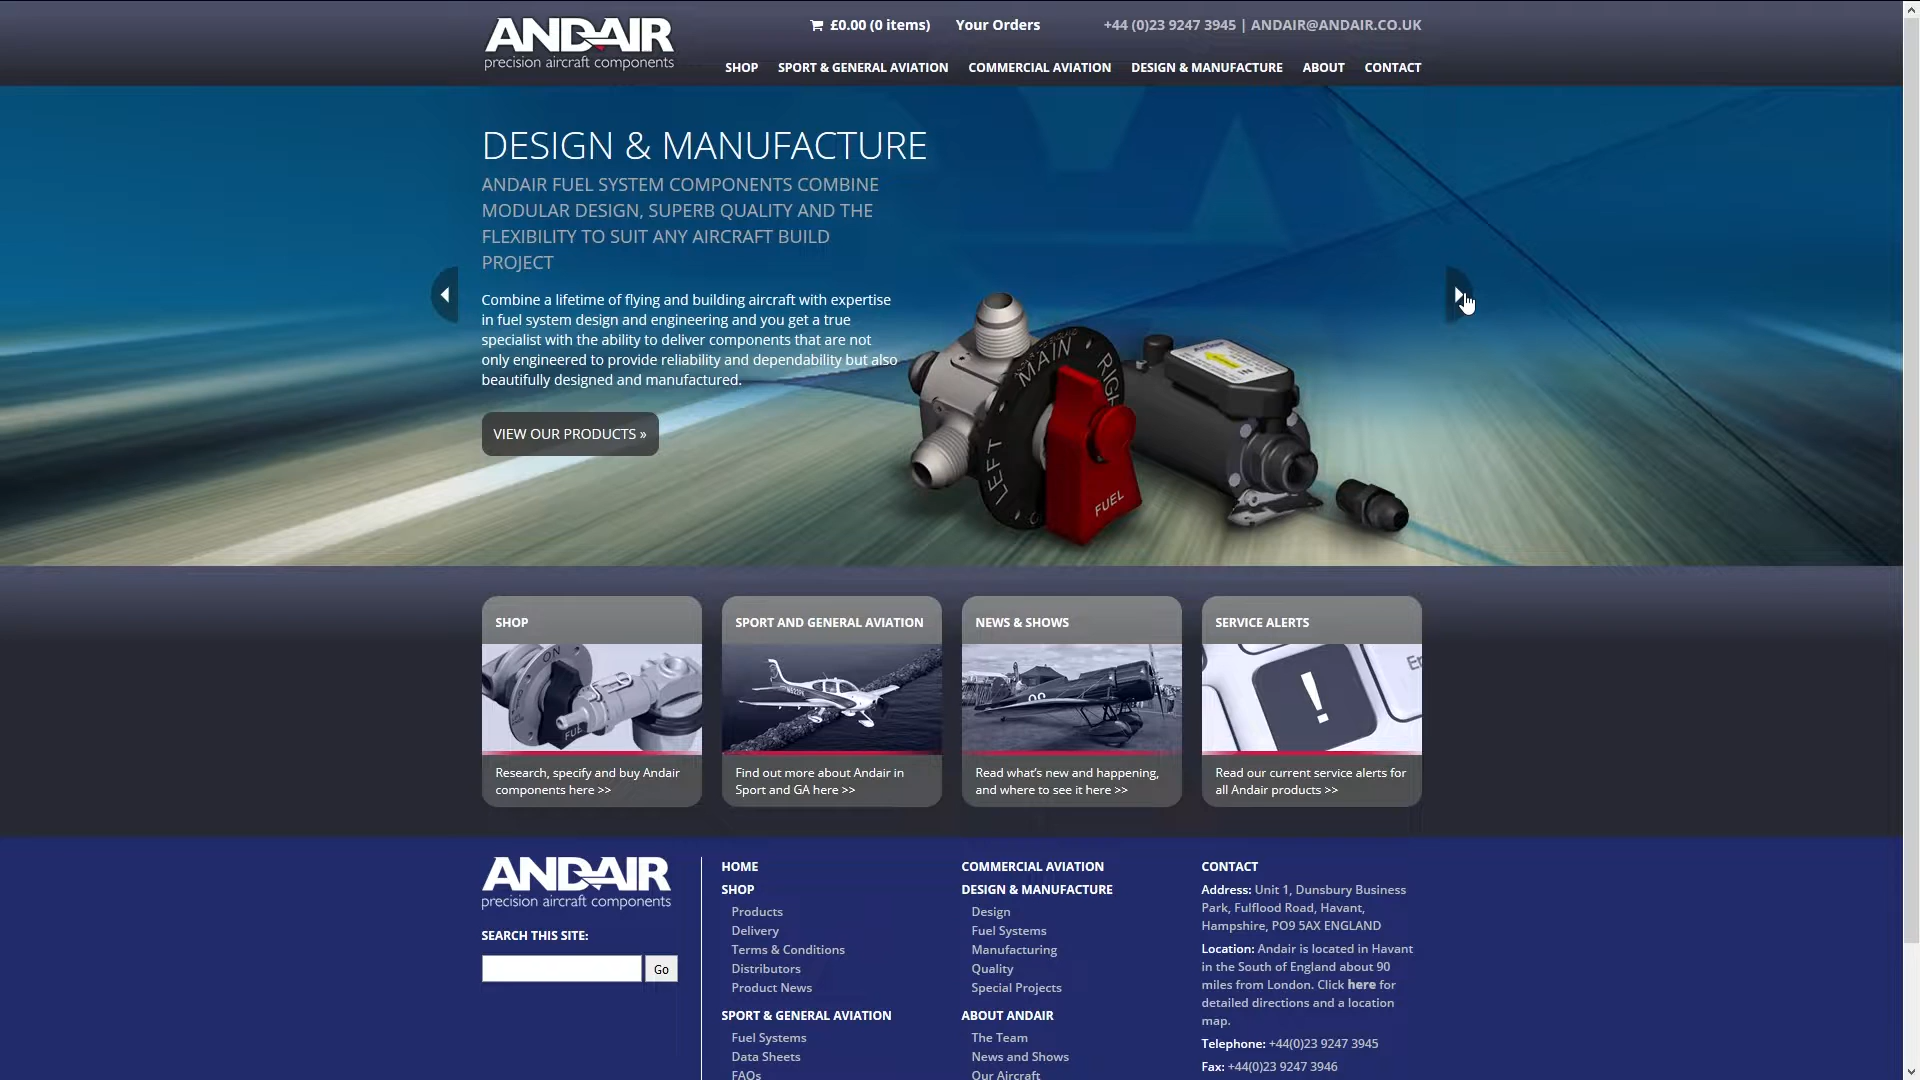 ANDAIR
precision aircraft components
£0.00 (0 items) Your Orders +44 (0)23 9247 3945 | ANDAIR@ANDAIR.CO.UK
SHOP SPORT & GENERAL AVIATION COMMERCIAL AVIATION DESIGN & MANUFACTURE ABOUT CONTACT
DESIGN & MANUFACTURE
ANDAIR FUEL SYSTEM COMPONENTS COMBINE
MODULAR DESIGN, SUPERB QUALITY AND THE
FLEXIBILITY TO SUIT ANY AIRCRAFT BUILD
PROJECT
Combine a lifetime of flying and building aircraft with expertise
in fuel system design and engineering and you get a true
specialist with the ability to deliver components that are not
only engineered to provide reliability and dependability but also
beautifully designed and manufactured.
VIEW OUR PRODUCTS »
MAIN
RIGH
LEFT
FUEL
IN
SHOP
ON
FUE
Research, specify and buy Andair
components here >>
SPORT AND GENERAL AVIATION
Find out more about Andair in
Sport and GA here >>
NEWS & SHOWS
Read what's new and happening,
and where to see it here >>
SERVICE ALERTS
!
Read our current service alerts for
all Andair products >>
ANDAIR
precision aircraft components
SEARCH THIS SITE:
Go
HOME
SHOP
Products
Delivery
Terms & Conditions
Distributors
Product News
SPORT & GENERAL AVIATION
Fuel Systems
Data Sheets
FAQs
COMMERCIAL AVIATION
DESIGN & MANUFACTURE
Design
Fuel Systems
Manufacturing
Quality
Special Projects
ABOUT ANDAIR
The Team
News and Shows
Our Aircraft
CONTACT
Address: Unit 1, Dunsbury Business
Park, Fulflood Road, Havant,
Hampshire, PO9 5AX ENGLAND
Location: Andair is located in Havant
in the South of England about 90
miles from London. Click here for
detailed directions and a location
map.
Telephone: +44(0)23 9247 3945
Fax: +44(0)23 9247 3946